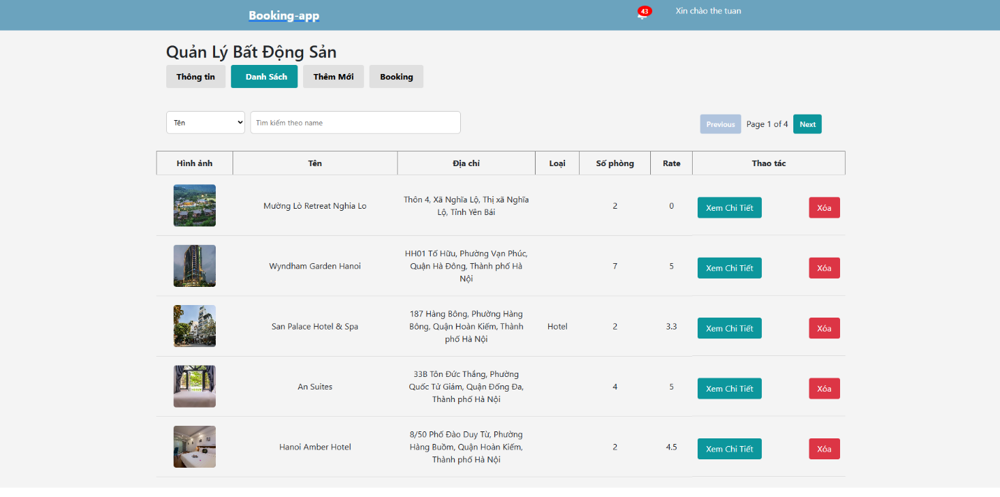 Booking-app
43
Xin chào the tuan
Quản Lý Bất Động Sản
Thông tin Danh Sách Thêm Mới Booking
Tên Tìm kiếm theo name Previous Page 1 of 4 Next
Hình ảnh Tên Địa chỉ Loại Số phòng Rate Thao tác
Mường Lò Retreat Nghia Lo
Thôn 4, Xã Nghĩa Lộ, Thị xã Nghĩa
Lộ, Tỉnh Yên Bái
2 0 Xem Chi Tiết Xóa
Wyndham Garden Hanoi
HH01 Tố Hữu, Phường Vạn Phúc,
Quận Hà Đông, Thành phố Hà
Nội
7 5 Xem Chi Tiết Xóa
San Palace Hotel & Spa
187 Hàng Bông, Phường Hàng
Bông, Quận Hoàn Kiếm, Thành
phố Hà Nội
Hotel 2 3.3 Xem Chi Tiết Xóa
An Suites
33B Tôn Đức Thắng, Phường
Quốc Tử Giám, Quận Đống Đa,
Thành phố Hà Nội
4 5 Xem Chi Tiết Xóa
Hanoi Amber Hotel
8/50 Phố Đào Duy Từ, Phường
Hàng Buồm, Quận Hoàn Kiếm,
Thành phố Hà Nội
2 4.5 Xem Chi Tiết Xóa